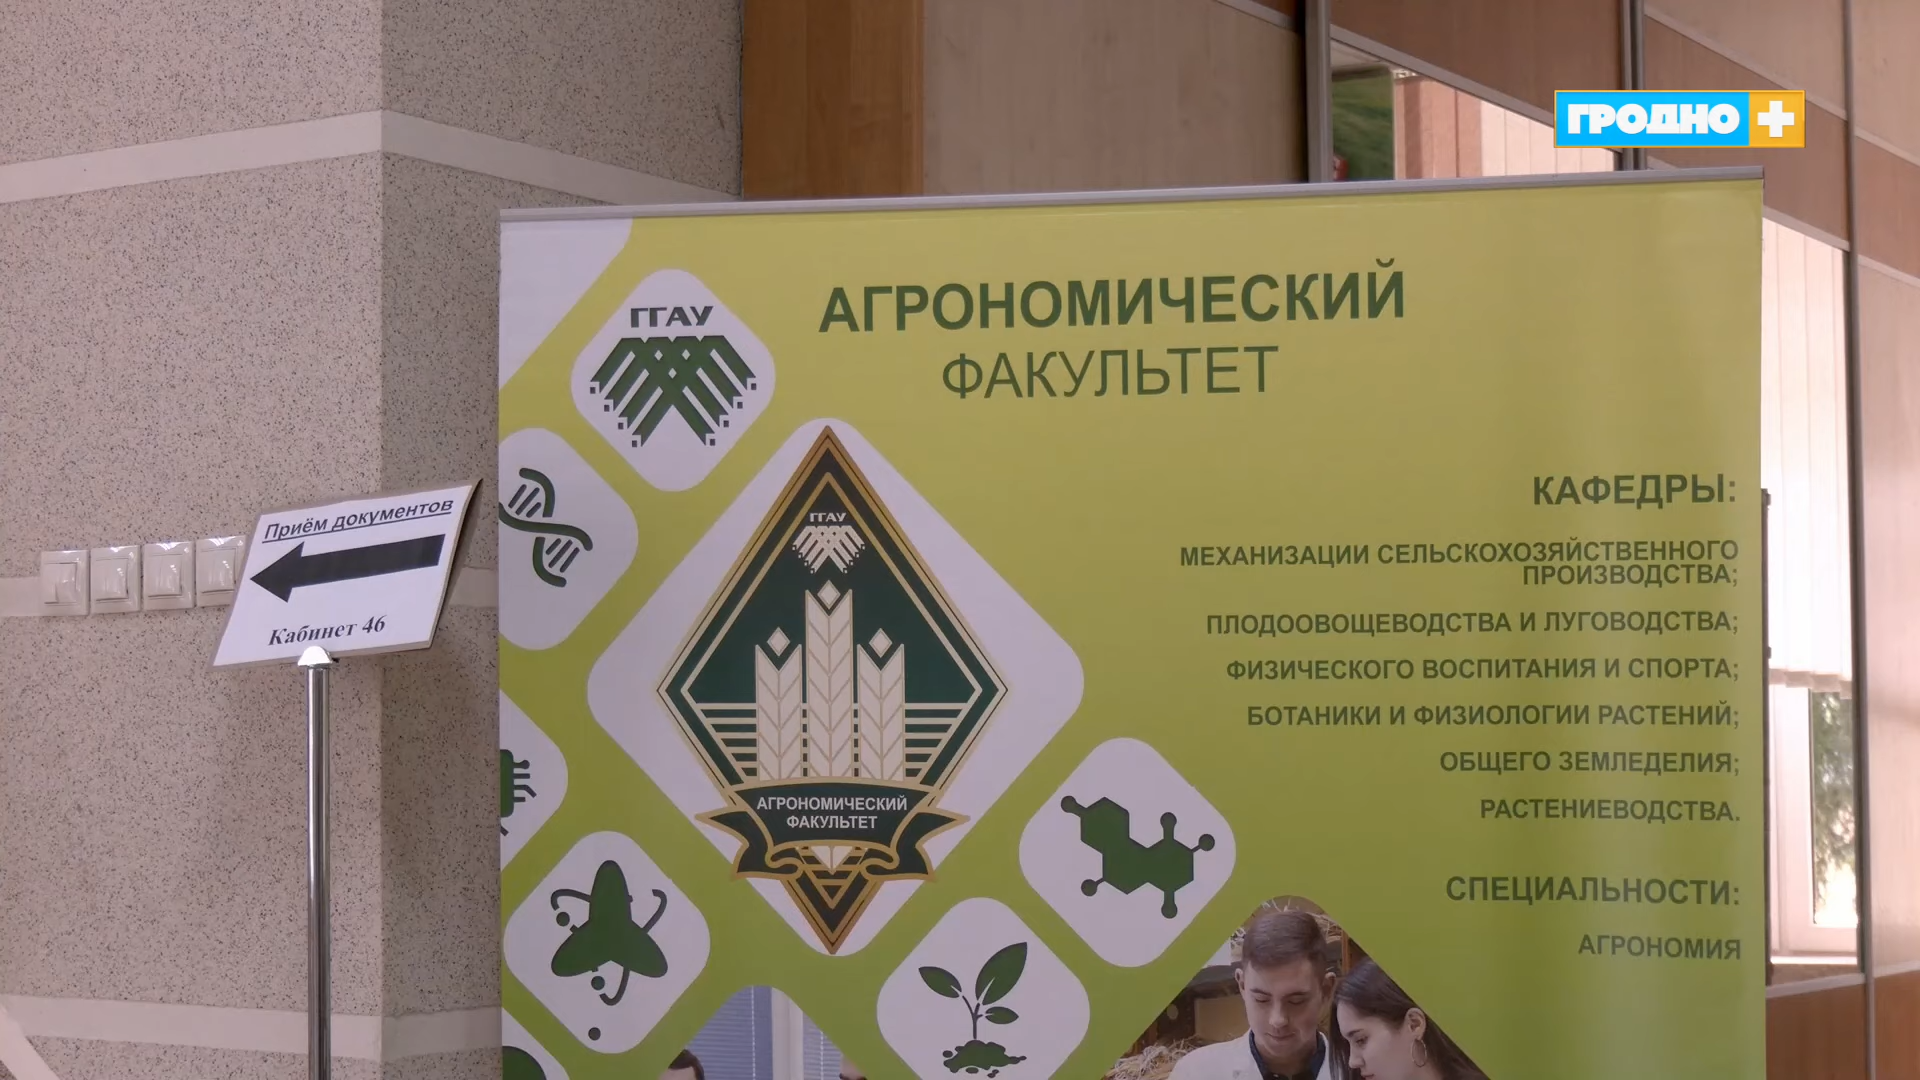 ГРОДНО +
АГРОНОМИЧЕСКИЙ
ФАКУЛЬТЕТ
ГГАУ
ГГАУ
АГРОНОМИЧЕСКИЙ
ФАКУЛЬТЕТ
КАФЕДРЫ:
МЕХАНИЗАЦИИ СЕЛЬСКОХОЗЯЙСТВЕННОГО
ПРОИЗВОДСТВА;
ПЛОДООВОЩЕВОДСТВА И ЛУГОВОДСТВА;
ФИЗИЧЕСКОГО ВОСПИТАНИЯ И СПОРТА;
БОТАНИКИ И ФИЗИОЛОГИИ РАСТЕНИЙ;
ОБЩЕГО ЗЕМЛЕДЕЛИЯ;
РАСТЕНИЕВОДСТВА.
СПЕЦИАЛЬНОСТИ:
АГРОНОМИЯ
Приём документов
Кабинет 46